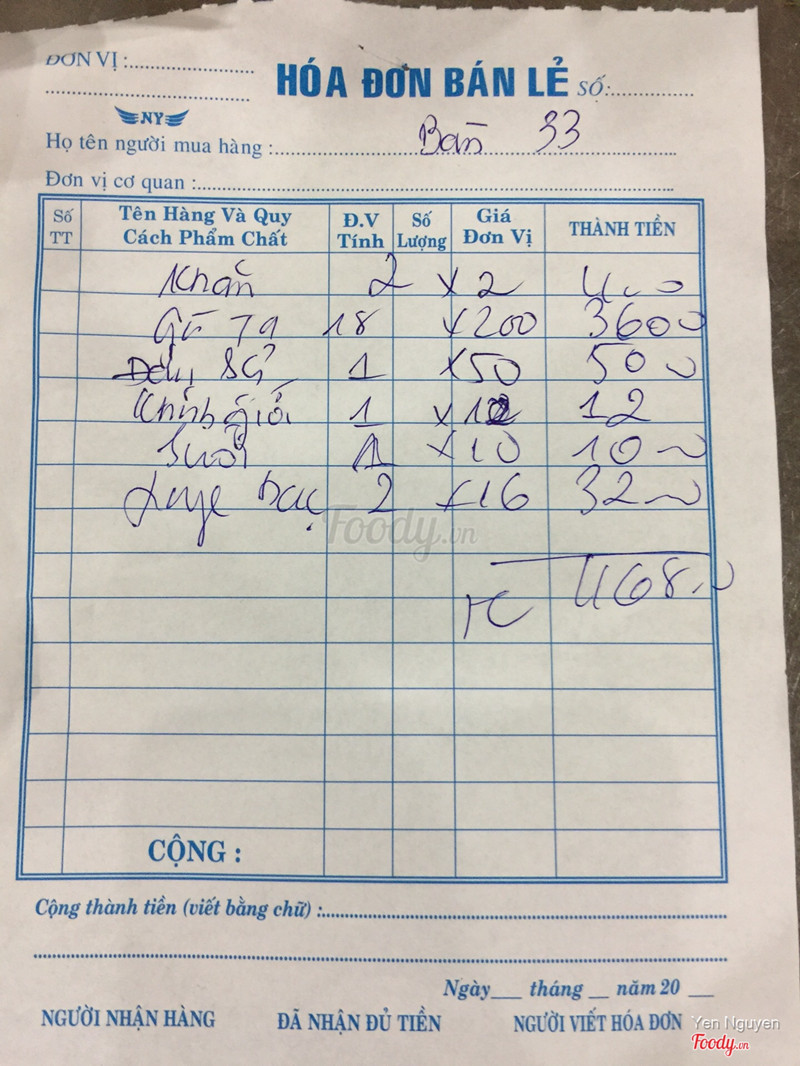 ĐƠN VỊ :
HÓA ĐƠN BÁN LẺ SỐ:
NY
Họ tên người mua hàng : Bàn 33
Đơn vị cơ quan :
Số TT Tên Hàng Và Quy Cách Phẩm Chất Đ.V Tính Số Lượng Giá Đơn Vị THÀNH TIỀN
Khăn 2 x2 4
Gà Ta 18 x200 360
1 x50 50
1 x12 12
Suối 1 x10 10
2 x16 32
Foody.vn
TC 468
CỘNG :
Cộng thành tiền (viết bằng chữ) :
Ngày tháng năm 20
NGƯỜI NHẬN HÀNG ĐÃ NHẬN ĐỦ TIỀN NGƯỜI VIẾT HÓA ĐƠN
Yen Nguyen
Foody.vn